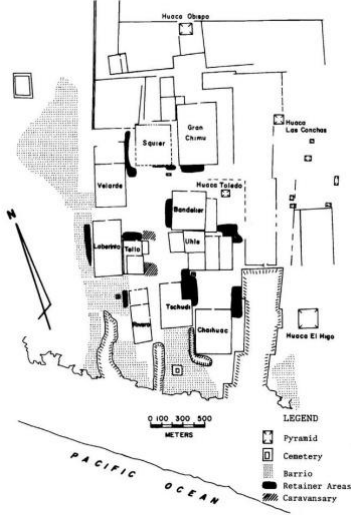 Huaca Obispo
Gran
Chimu
Squier
Huaca
Las Conchas
Velarde
Huaca Toledo
Bandelier
Laberinto
Tello
Uhle
N
Tschudi
Rivero
Chaihuac
Huaca El Higo
0 100 300 500
METERS
LEGEND
Pyramid
Cemetery
Barrio
Retainer Areas
Caravansary
PACIFIC OCEAN